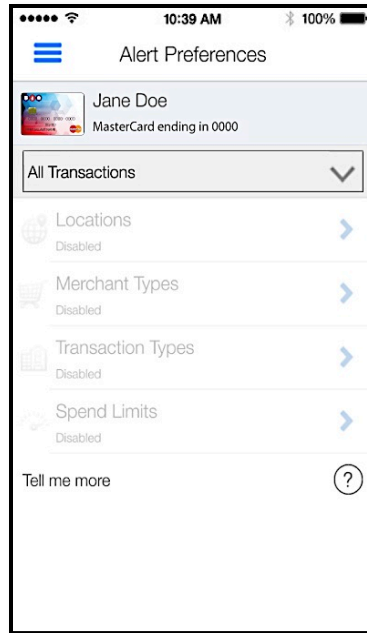 10:39 AM
100%
Alert Preferences
Jane Doe
MasterCard ending in 0000
All Transactions
Locations
Disabled
Merchant Types
Disabled
Transaction Types
Disabled
Spend Limits
Disabled
Tell me more
?